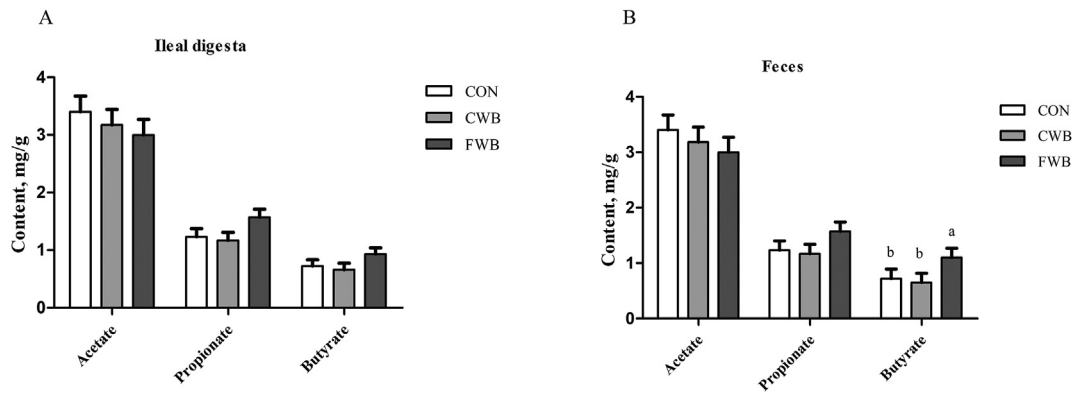 A
Ileal digesta
Content, mg/g
4
3
2
1
0
Acetate
Propionate
Butyrate
CON
CWB
FWB
B
Feces
Content, mg/g
4
3
2
1
0
b
b
a
Acetate
Propionate
Butyrate
CON
CWB
FWB